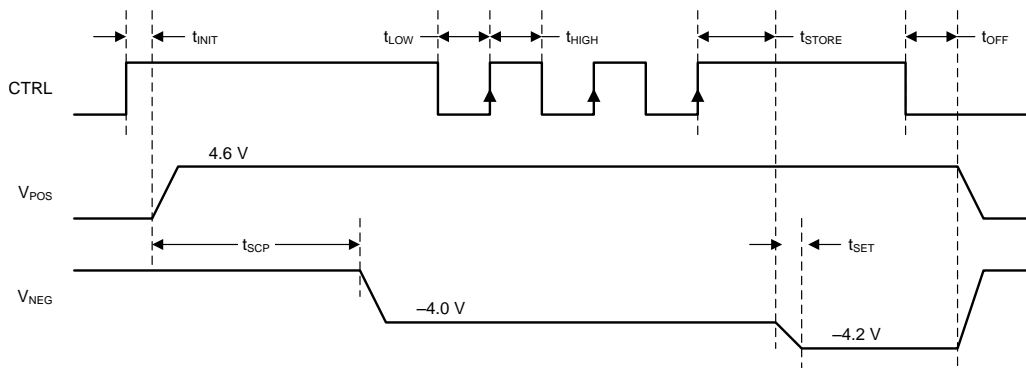 tINIT
tLOW
tHIGH
tSTORE
tOFF
CTRL
4.6 V
VPOS
tSCP
tSET
VNEG
–4.0 V
–4.2 V